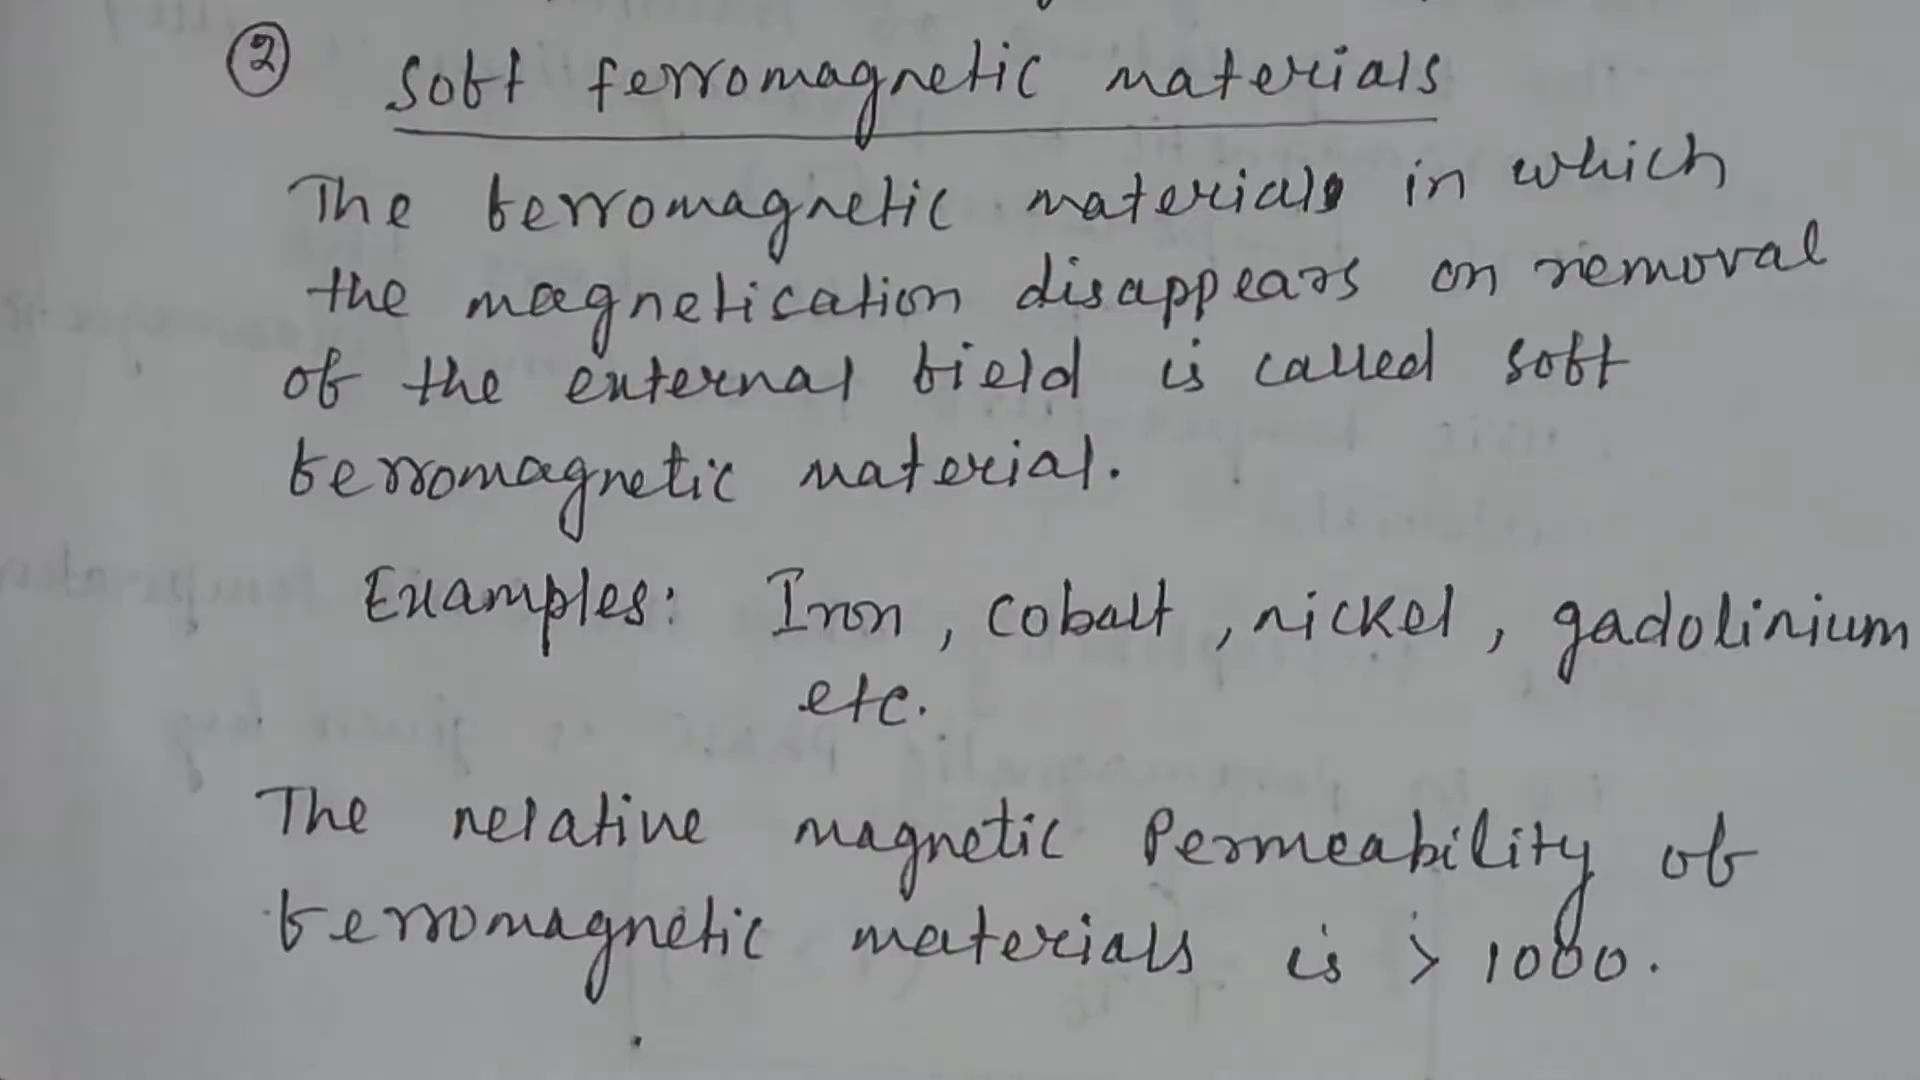 ② Soft ferromagnetic materials
The ferromagnetic materials in which
the magnetication disappears on removal
of the external field is called soft
ferromagnetic material.
Examples: Iron, cobalt, nickel, gadolinium
etc.
The relative magnetic Permeability of
ferromagnetic materials is > 1000.